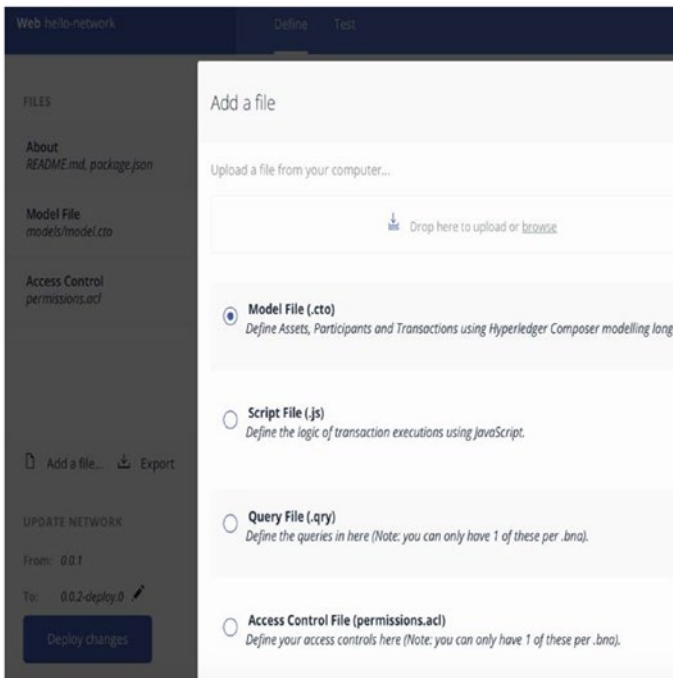 Web hello-network
Define Test
FILES
About
README.md, package.json
Model File
models/model.cto
Access Control
permissions.acl
Add a file... Export
UPDATE NETWORK
From: 0.0.1
To: 0.0.2-deploy.0
Deploy changes
Add a file
Upload a file from your computer...
Drop here to upload or browse
Model File (.cto)
Define Assets, Participants and Transactions using Hyperledger Composer modelling lang
Script File (.js)
Define the logic of transaction executions using JavaScript.
Query File (.qry)
Define the queries in here (Note: you can only have 1 of these per .bna).
Access Control File (permissions.acl)
Define your access controls here (Note: you can only have 1 of these per .bna).